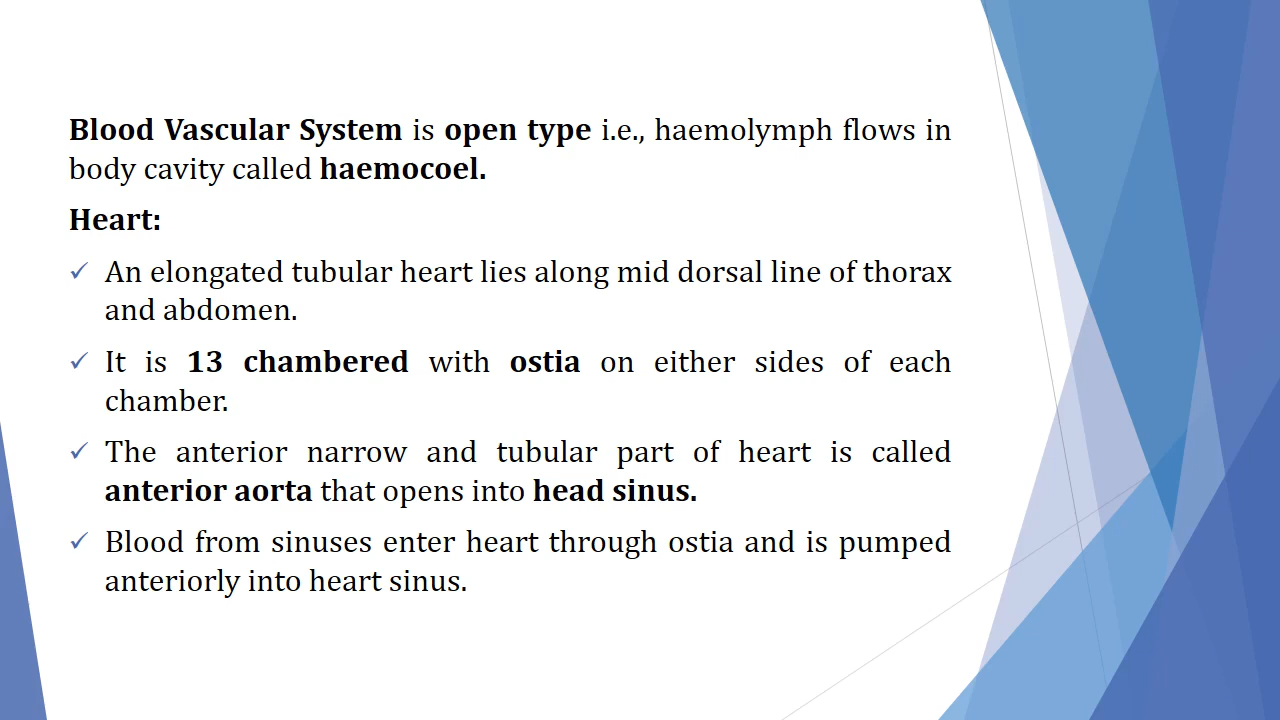 Blood Vascular System is open type i.e., haemolymph flows in
body cavity called haemocoel.
Heart:
✓ An elongated tubular heart lies along mid dorsal line of thorax
and abdomen.
✓ It is 13 chambered with ostia on either sides of each
chamber.
✓ The anterior narrow and tubular part of heart is called
anterior aorta that opens into head sinus.
✓ Blood from sinuses enter heart through ostia and is pumped
anteriorly into heart sinus.